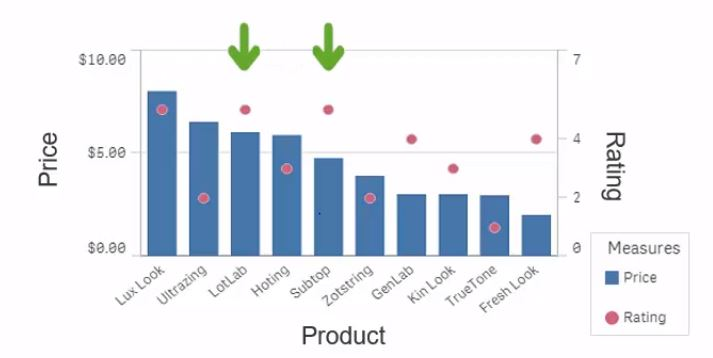 $10.00
$5.00
$0.00
Price
7
4
2
0
Rating
Lux Look
Ultrazing
LotLab
Hoting
Subtop
Zotstring
GenLab
Kin Look
TrueTone
Fresh Look
Product
Measures
Price
Rating